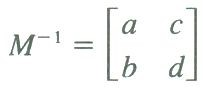 M⁻¹ = [a c
b d]